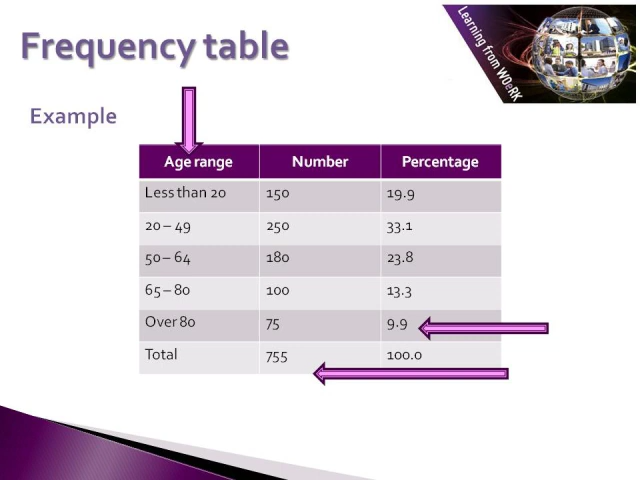 Frequency table
Learning from WOeRK
Example
Age range Number Percentage
Less than 20 150 19.9
20 – 49 250 33.1
50 – 64 180 23.8
65 – 80 100 13.3
Over 80 75 9.9
Total 755 100.0